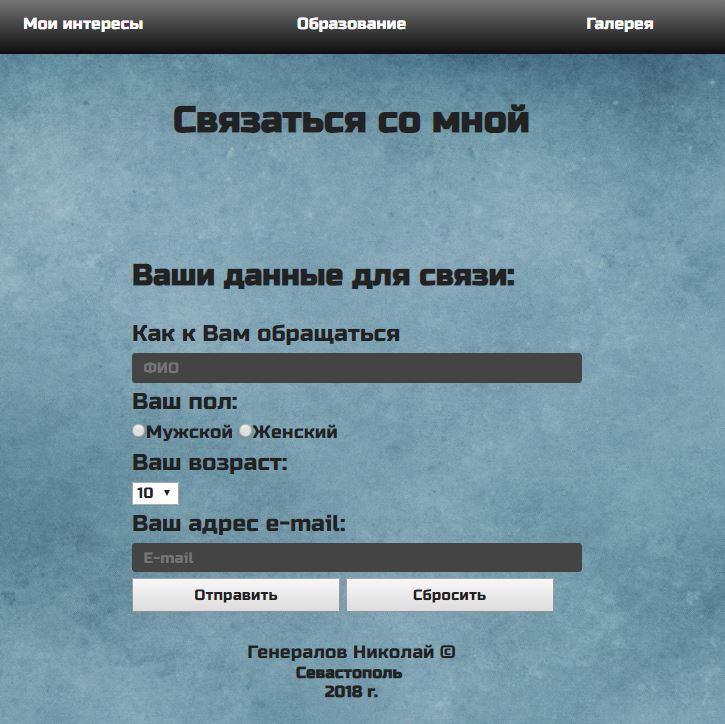 Мои интересы Образование Галерея
Связаться со мной
Ваши данные для связи:
Как к Вам обращаться
ФИО
Ваш пол:
Мужской Женский
Ваш возраст:
10
Ваш адрес e-mail:
E-mail
Отправить Сбросить
Генералов Николай ©
Севастополь
2018 г.